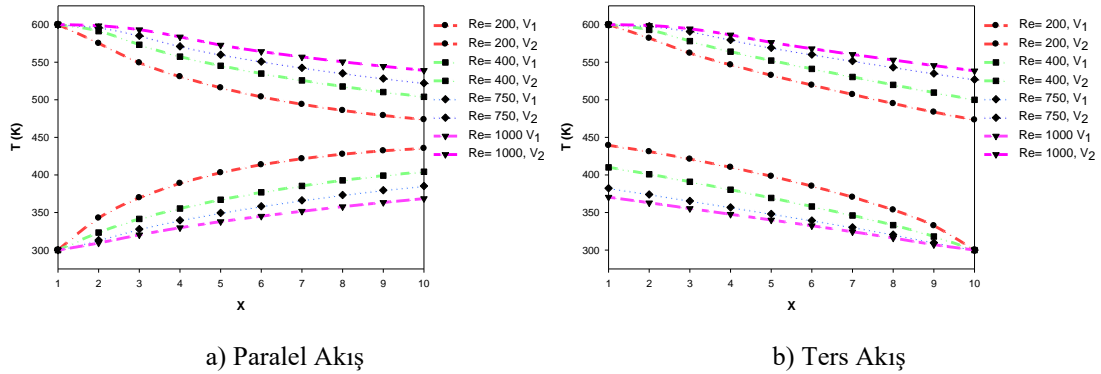 600
550
500
450
400
350
300
T (K)
1 2 3 4 5 6 7 8 9 10
X
Re= 200, V1
Re= 200, V2
Re= 400, V1
Re= 400, V2
Re= 750, V1
Re= 750, V2
Re= 1000 V1
Re= 1000, V2
a) Paralel Akış
600
550
500
450
400
350
300
T (K)
1 2 3 4 5 6 7 8 9 10
X
Re= 200, V1
Re= 200, V2
Re= 400, V1
Re= 400, V2
Re= 750, V1
Re= 750, V2
Re= 1000 V1
Re= 1000, V2
b) Ters Akış